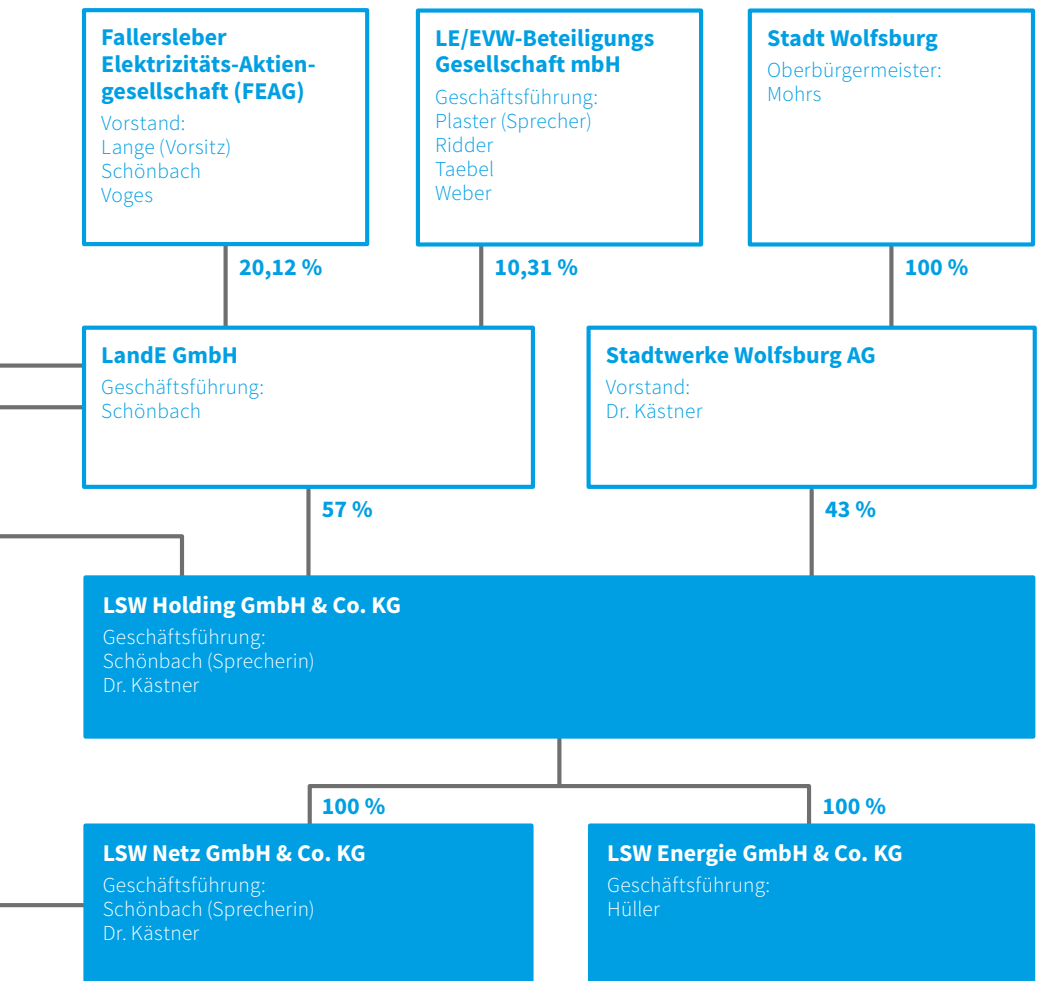 Fallersleber
Elektrizitäts-Aktien-
gesellschaft (FEAG)
Vorstand:
Lange (Vorsitz)
Schönbach
Voges
LE/EVW-Beteiligungs
Gesellschaft mbH
Geschäftsführung:
Plaster (Sprecher)
Ridder
Taebel
Weber
Stadt Wolfsburg
Oberbürgermeister:
Mohrs
20,12 %
10,31 %
100 %
LandE GmbH
Geschäftsführung:
Schönbach
Stadtwerke Wolfsburg AG
Vorstand:
Dr. Kästner
57 %
43 %
LSW Holding GmbH & Co. KG
Geschäftsführung:
Schönbach (Sprecherin)
Dr. Kästner
100 %
100 %
LSW Netz GmbH & Co. KG
Geschäftsführung:
Schönbach (Sprecherin)
Dr. Kästner
LSW Energie GmbH & Co. KG
Geschäftsführung:
Hüller